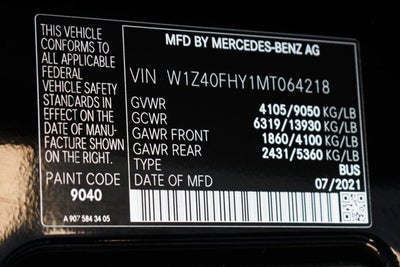 THIS VEHICLE
CONFORMS TO
ALL APPLICABLE
FEDERAL
VEHICLE SAFETY
STANDARDS IN
EFFECT ON THE
DATE OF MANU-
FACTURE SHOWN
ON THE RIGHT.
PAINT CODE
9040
A 907 584 34 05
MFD BY MERCEDES-BENZ AG
VIN W1Z40FHY1MT064218
GVWR 4105/9050 KG/LB
GCWR 6319/13930 KG/LB
GAWR FRONT 1860/4100 KG/LB
GAWR REAR 2431/5360 KG/LB
TYPE BUS
DATE OF MFD 07/2021